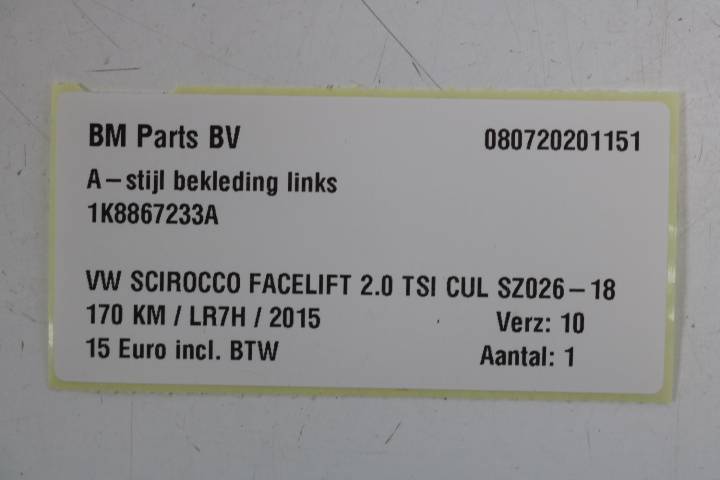 BM Parts BV 080720201151
A-stijl bekleding links
1K8867233A
VW SCIROCCO FACELIFT 2.0 TSI CUL SZ026-18
170 KM / LR7H / 2015 Verz: 10
15 Euro incl. BTW Aantal: 1